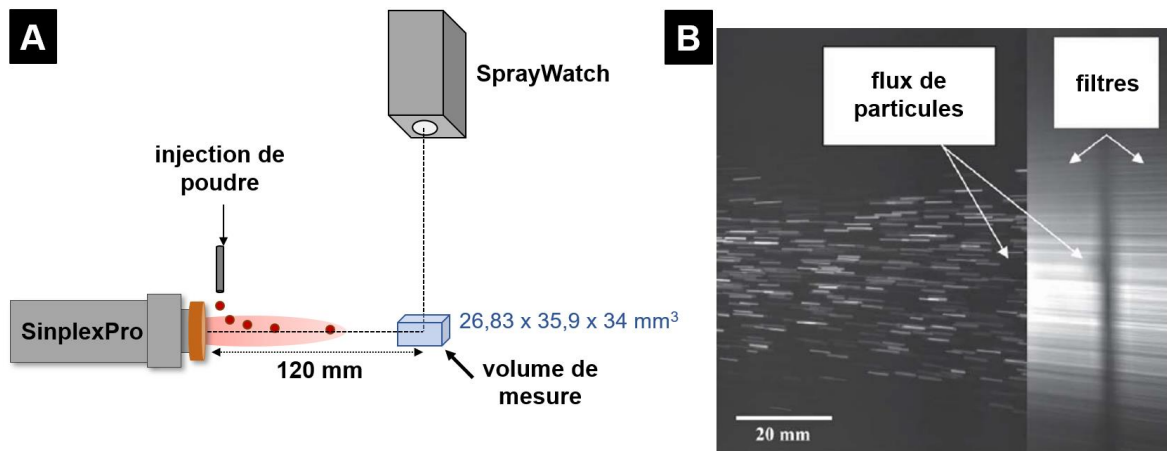 A
SprayWatch
injection de
poudre
SinplexPro
26,83 x 35,9 x 34 mm³
120 mm
volume de
mesure
B
flux de
particules
filtres
20 mm